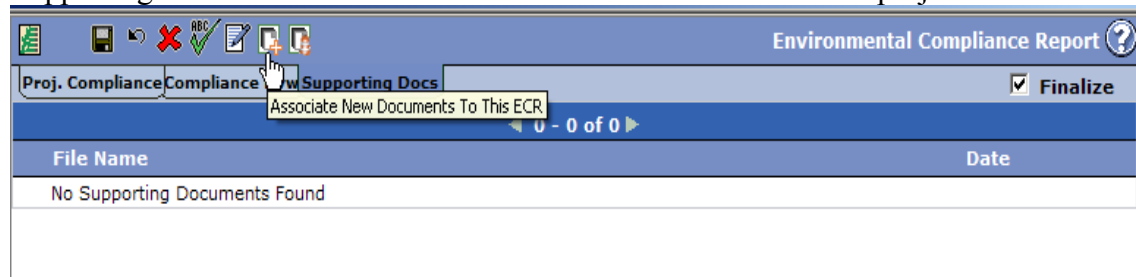 ABC
Environmental Compliance Report ?
Proj. Compliance Compliance w Supporting Docs Finalize
Associate New Documents To This ECR
0 - 0 of 0
File Name Date
No Supporting Documents Found